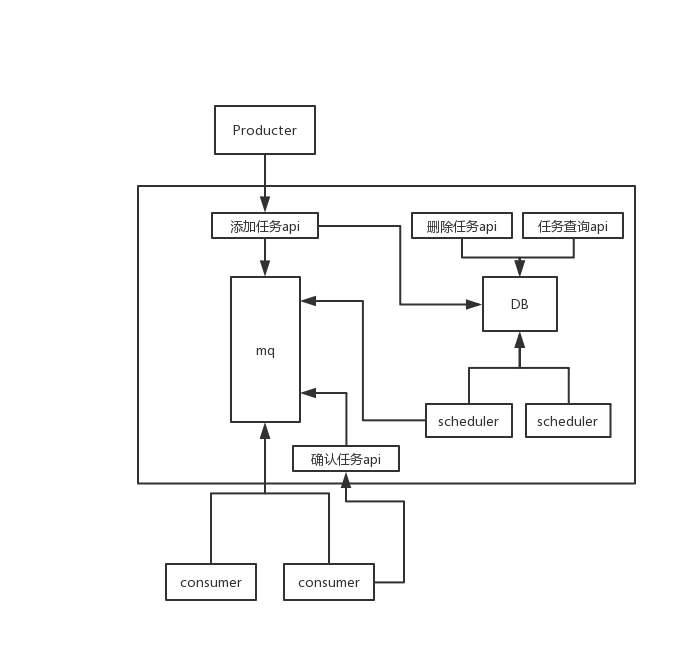 Producter
添加任务api
删除任务api
任务查询api
mq
DB
scheduler
scheduler
确认任务api
consumer
consumer